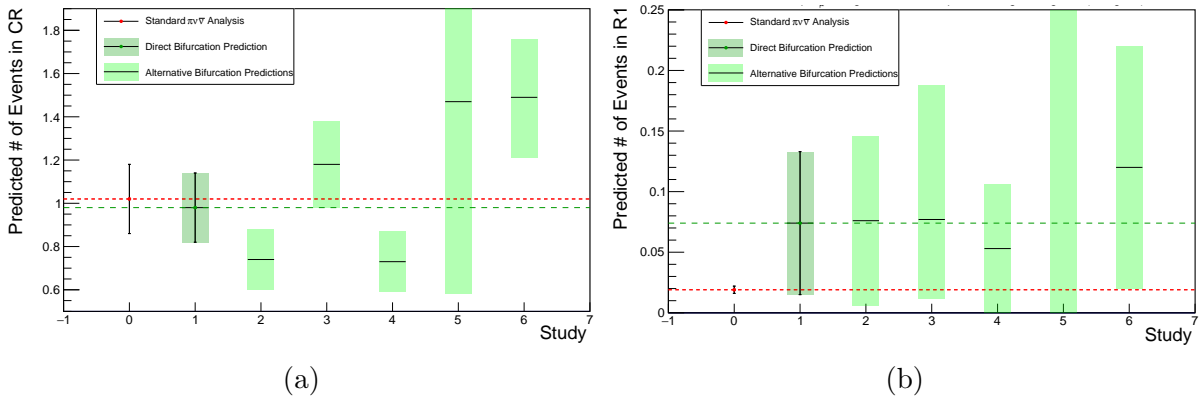 Predicted # of Events in CR
1.8
1.6
1.4
1.2
1
0.8
0.6
−1 0 1 2 3 4 5 6 7
Study
Standard πν∇ Analysis
Direct Bifurcation Prediction
Alternative Bifurcation Predictions
(a)
Predicted # of Events in R1
0.25
0.2
0.15
0.1
0.05
0
−1 0 1 2 3 4 5 6 7
Study
Standard πν∇ Analysis
Direct Bifurcation Prediction
Alternative Bifurcation Predictions
(b)